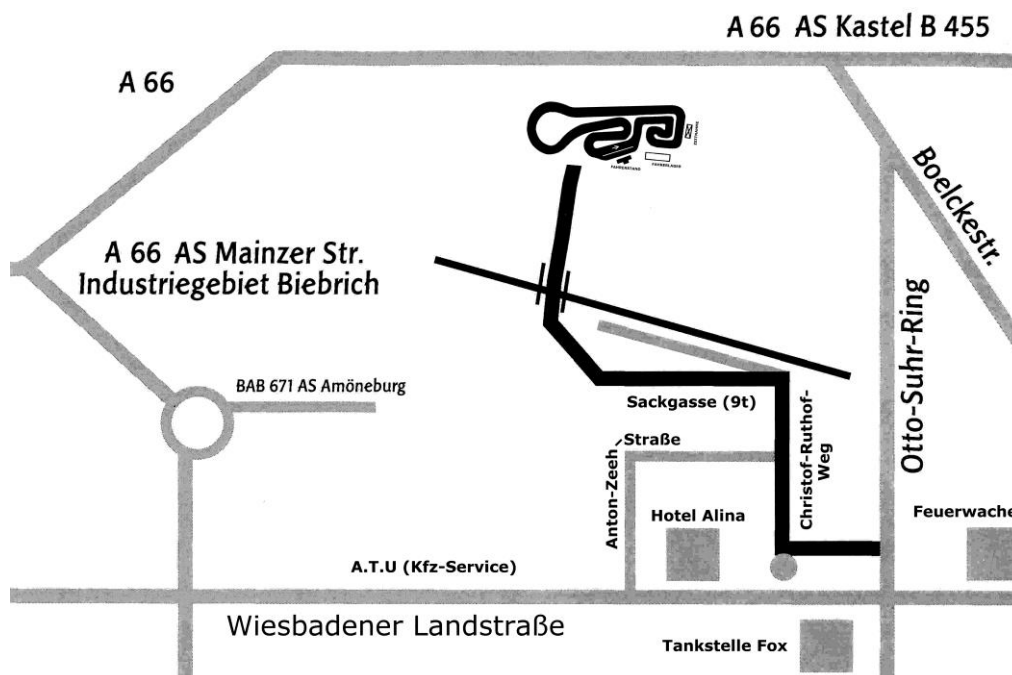 A 66 AS Kastel B 455
A 66
Boelckestr.
A 66 AS Mainzer Str.
Industriegebiet Biebrich
Otto-Suhr-Ring
BAB 671 AS Amöneburg
Sackgasse (9t)
Christof-Ruthof-
Weg
Straße
Anton-Zeeh
Hotel Alina
Feuerwache
A.T.U (Kfz-Service)
Wiesbadener Landstraße
Tankstelle Fox